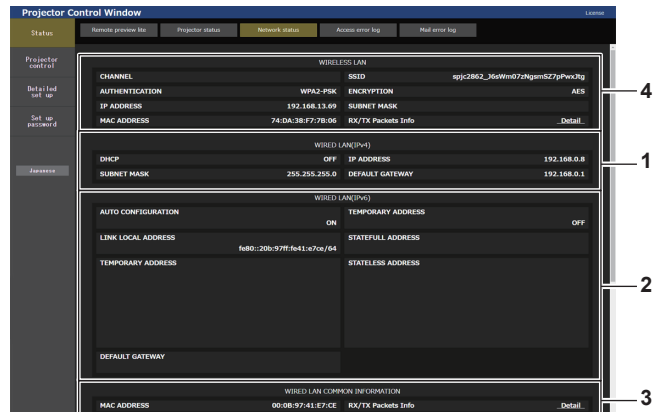 Projector Control Window
License
Status
Remote preview lite
Projector status
Network status
Access error log
Mail error log
Projector
control
Detailed
set up
Set up
password
Japanese
WIRELESS LAN
CHANNEL
SSID spjc2862_J6sWm07zNgsmSZ7pPwxJtg
AUTHENTICATION WPA2-PSK
ENCRYPTION AES
IP ADDRESS 192.168.13.69
SUBNET MASK
MAC ADDRESS 74:DA:38:F7:7B:06
RX/TX Packets Info Detail
4
WIRED LAN(IPv4)
DHCP OFF
IP ADDRESS 192.168.0.8
SUBNET MASK 255.255.255.0
DEFAULT GATEWAY 192.168.0.1
1
WIRED LAN(IPv6)
AUTO CONFIGURATION
ON
TEMPORARY ADDRESS
OFF
LINK LOCAL ADDRESS
fe80::20b:97ff:fe41:e7ce/64
STATEFULL ADDRESS
TEMPORARY ADDRESS
STATELESS ADDRESS
DEFAULT GATEWAY
2
WIRED LAN COMMON INFORMATION
MAC ADDRESS 00:0B:97:41:E7:CE
RX/TX Packets Info Detail
3